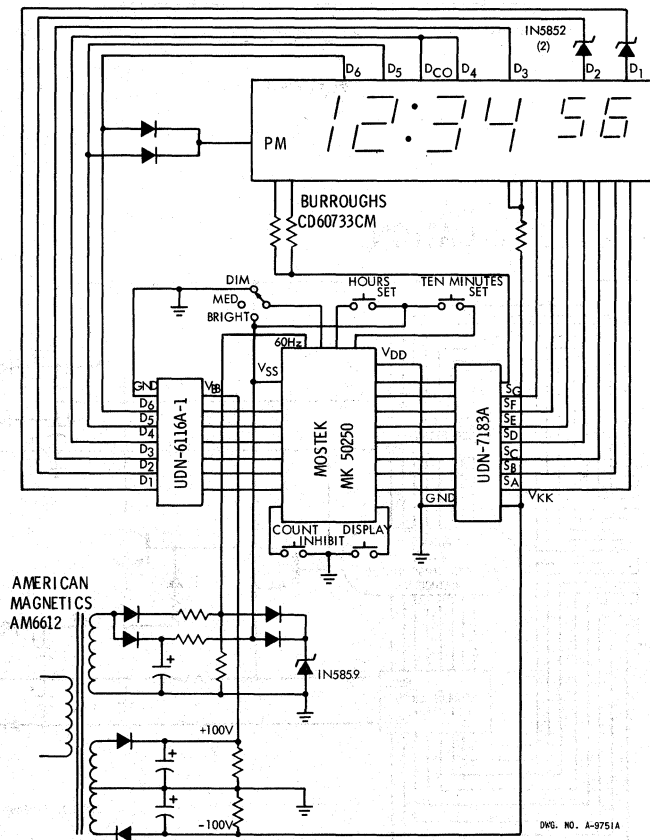 IN5852
(2)
D6 D5 DCO D4 D3 D2 D1
PM
12:34 56
BURROUGHS
CD60733CM
DIM
MED
BRIGHT
HOURS
SET
TEN MINUTES
SET
60Hz
VSS
VDD
GND
VBB
D6
D5
D4
D3
D2
D1
UDN-6116A-1
MOSTEK
MK 50250
UDN-7183A
SG
SF
SE
SD
SC
SB
SA
GND
VKK
COUNT
INHIBIT
DISPLAY
AMERICAN
MAGNETICS
AM6612
+
IN5859
+100V
+
+
-100V
DWG. NO. A-9751A